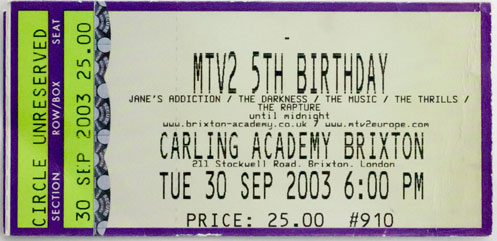 CIRCLE UNRESERVED
SECTION ROW/BOX SEAT
30 SEP 2003 25.00
MTV2 5TH BIRTHDAY
JANE'S ADDICTION / THE DARKNESS / THE MUSIC / THE THRILLS /
THE RAPTURE
until midnight
www.brixton-academy.co.uk / www.mtv2europe.com
CARLING ACADEMY BRIXTON
211 Stockwell Road, Brixton, London
TUE 30 SEP 2003 6:00 PM
PRICE: 25.00 #910